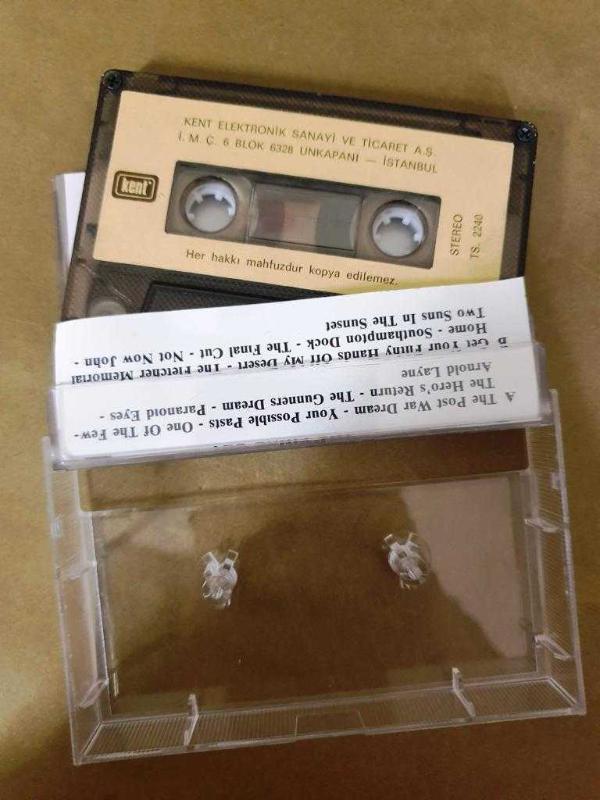 KENT ELEKTRONİK SANAYİ VE TİCARET A.Ş.
İ.M.Ç. 6 BLOK 6328 UNKAPANI — İSTANBUL
kent
STEREO
TS. 2240
Her hakkı mahfuzdur kopya edilemez.
A The Post War Dream - Your Possible Pasts - One Of The Few-
The Hero's Return - The Gunners Dream - Paranoid Eyes -
Arnold Layne
B Get Your Filthy Hands Off My Desert - The Fletcher Memorial
Home - Southampton Dock - The Final Cut - Not Now John -
Two Suns In The Sunset